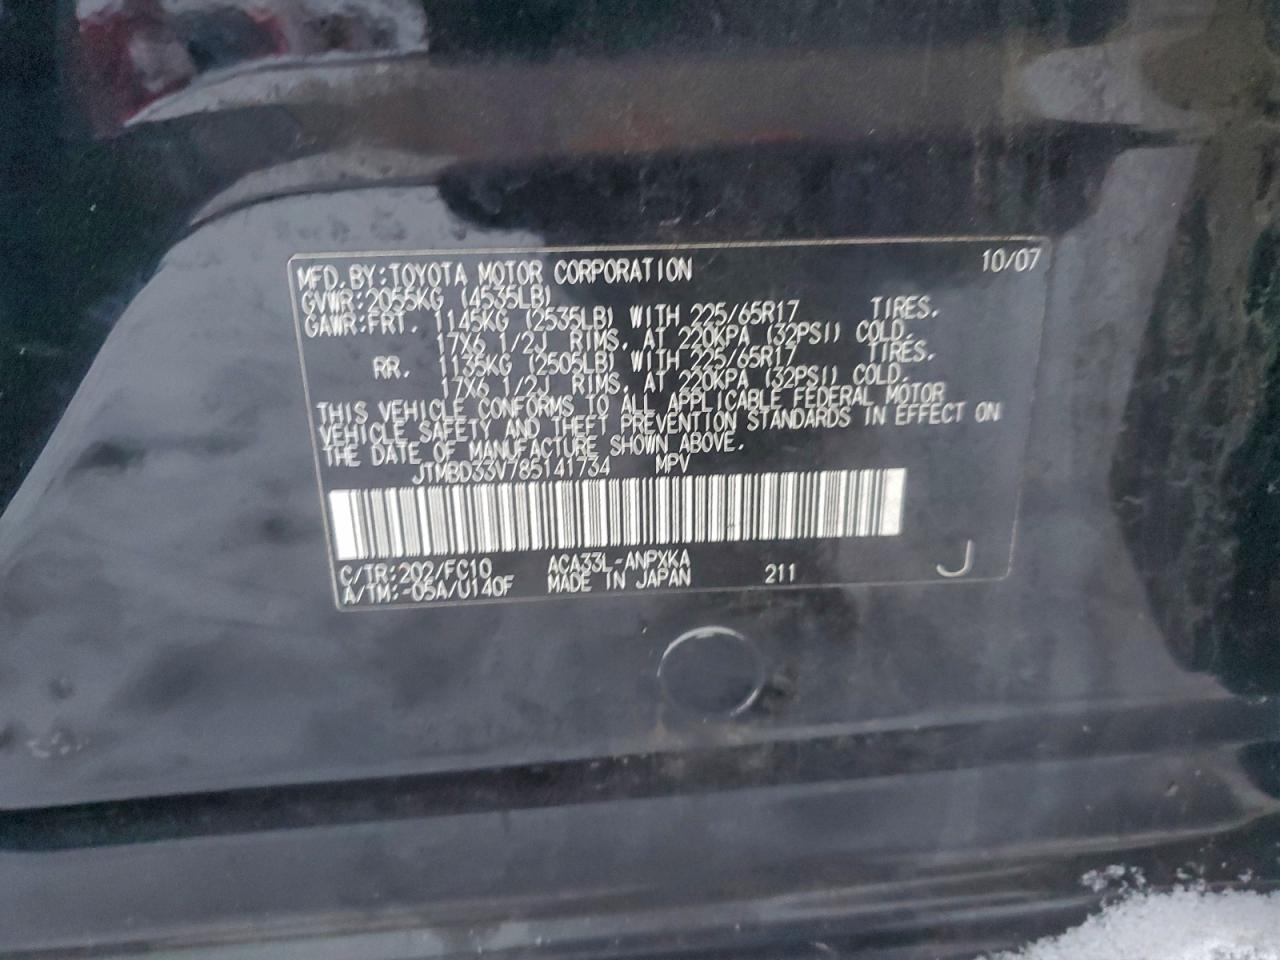 MFD.BY:TOYOTA MOTOR CORPORATION 10/07
GVWR:2055KG (4535LB)
GAWR:FRT. 1145KG (2535LB) WITH 225/65R17 TIRES.
17X6 1/2J RIMS, AT 220KPA (32PSI) COLD.
RR. 1135KG (2505LB) WITH 225/65R17 TIRES.
17X6 1/2J RIMS, AT 220KPA (32PSI) COLD.
THIS VEHICLE CONFORMS TO ALL APPLICABLE FEDERAL MOTOR
VEHICLE SAFETY AND THEFT PREVENTION STANDARDS IN EFFECT ON
THE DATE OF MANUFACTURE SHOWN ABOVE.
JTMBD33V785141734 MPV
C/TR:202/FC10 ACA33L-ANPXKA
A/TM:-05A/U140F MADE IN JAPAN 211 J